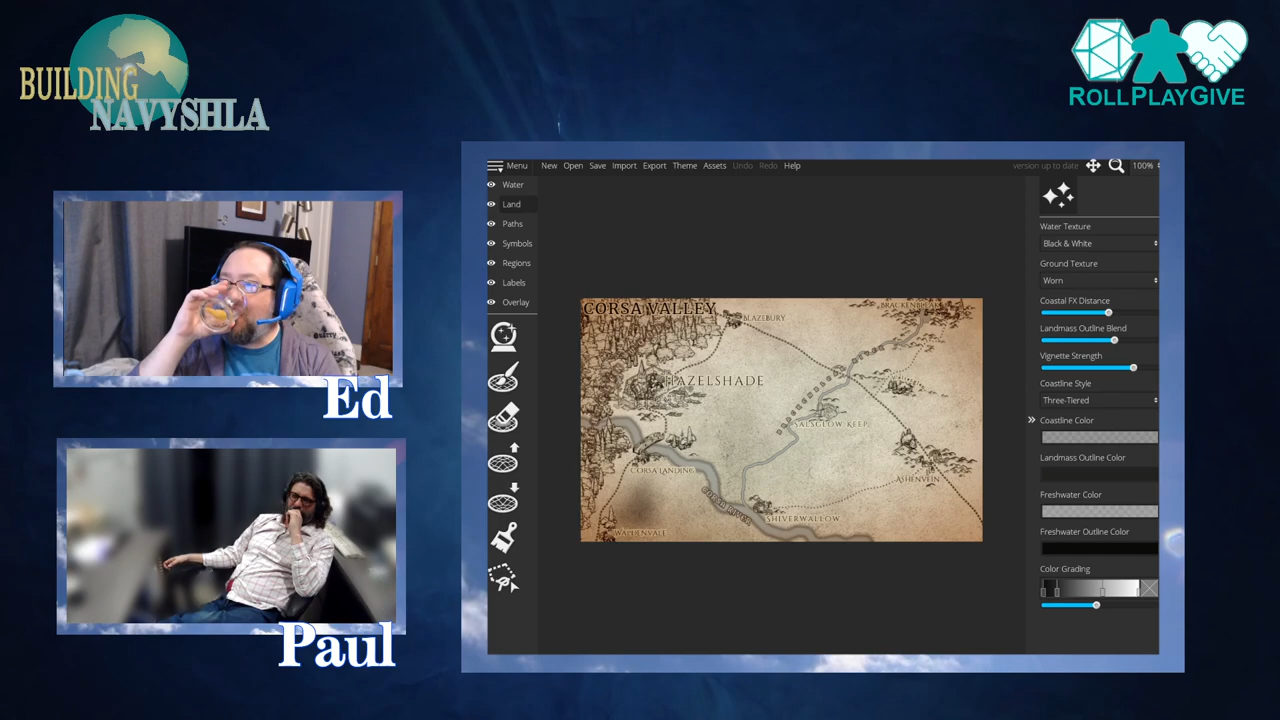 BUILDING
NAVYSHLA
ROLLPLAYGIVE
Ed
Paul
Menu New Open Save Import Export Theme Assets Undo Redo Help version up to date 100%
Water
Land
Paths
Symbols
Regions
Labels
Overlay
CORSA VALLEY
BLAZEBURY
BRACKENBLEAK
HAZELSHADE
SALSGLOW KEEP
CORSA LANDING
ASHENVEIN
CORSA RIVER
SHIVERWALLOW
Water Texture
Black & White
Ground Texture
Worn
Coastal FX Distance
Landmass Outline Blend
Vignette Strength
Coastline Style
Three-Tiered
Coastline Color
Landmass Outline Color
Freshwater Color
Freshwater Outline Color
Color Grading